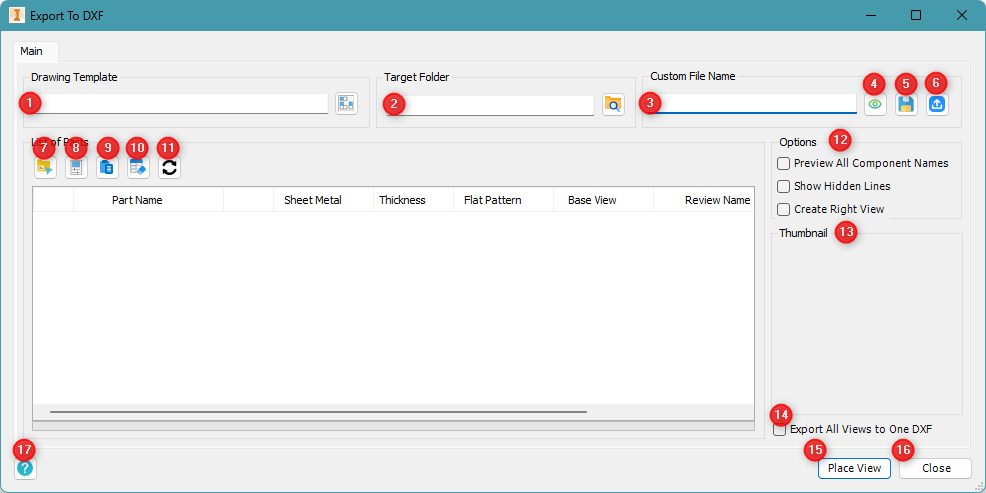 Export To DXF
Main
Drawing Template
Target Folder
Custom File Name
1
2
3
4
5
6
List of Parts
7
8
9
10
11
Options
12
Preview All Component Names
Show Hidden Lines
Create Right View
Part Name
Sheet Metal
Thickness
Flat Pattern
Base View
Review Name
Thumbnail
13
14
Export All Views to One DXF
17
?
15
Place View
16
Close